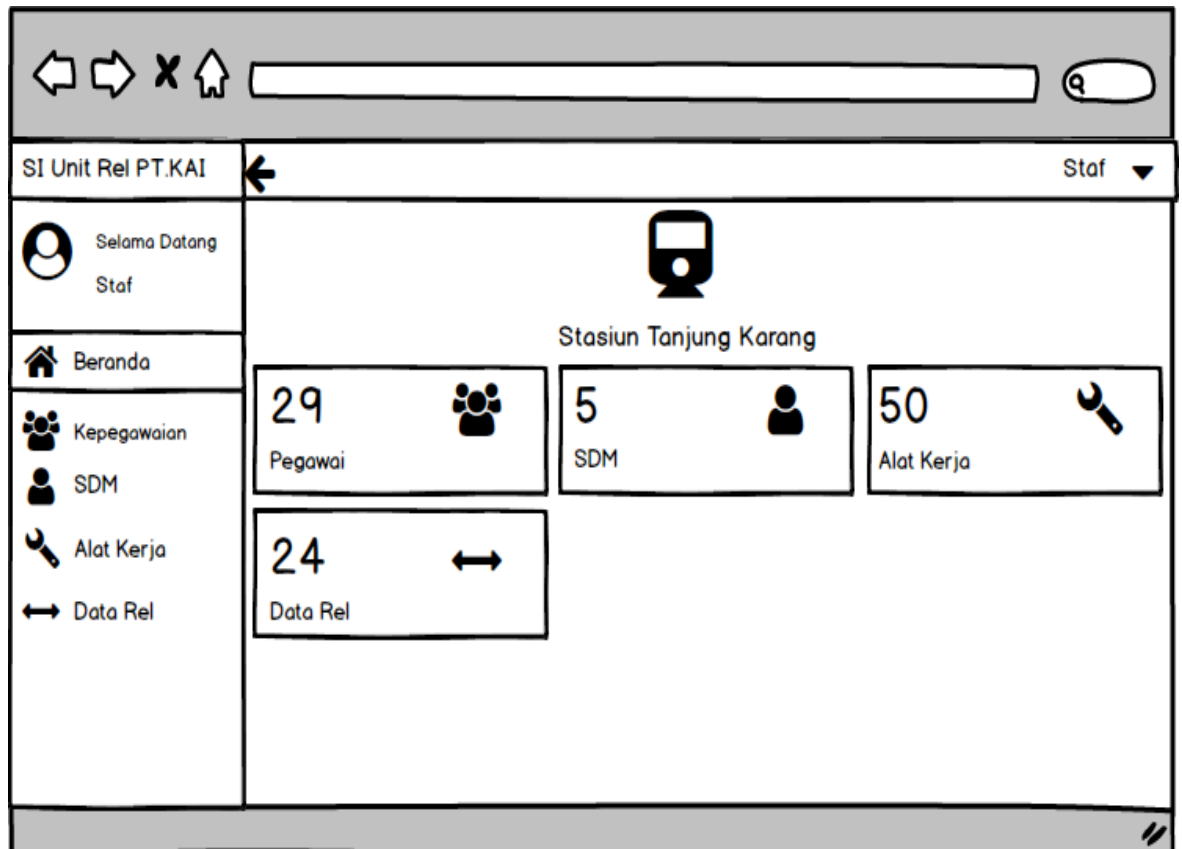 SI Unit Rel PT.KAI
Staf
Selama Datang
Staf
Beranda
Kepegawaian
SDM
Alat Kerja
Data Rel
Stasiun Tanjung Karang
29
Pegawai
5
SDM
50
Alat Kerja
24
Data Rel